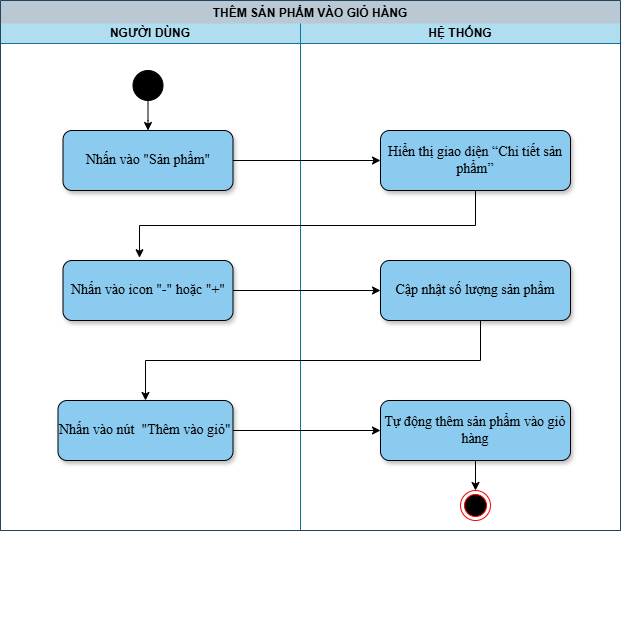 THÊM SẢN PHẨM VÀO GIỎ HÀNG
NGƯỜI DÙNG
HỆ THỐNG
Nhấn vào "Sản phẩm"
Hiển thị giao diện “Chi tiết sản
phẩm”
Nhấn vào icon "-" hoặc "+"
Cập nhật số lượng sản phẩm
Nhấn vào nút  "Thêm vào giỏ"
Tự động thêm sản phẩm vào giỏ
hàng